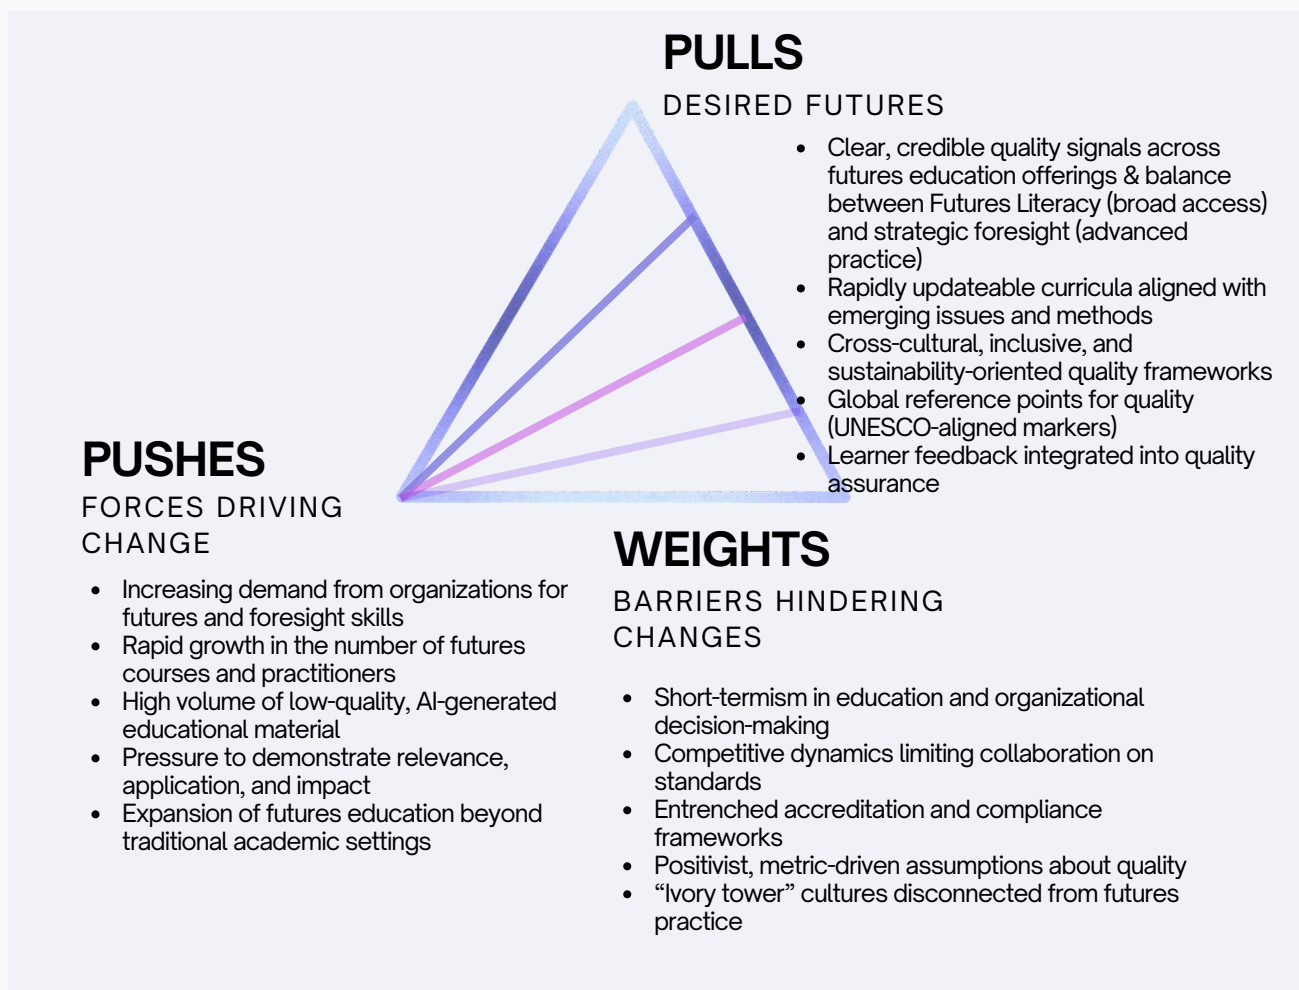 PULLS
DESIRED FUTURES
• Clear, credible quality signals across
futures education offerings & balance
between Futures Literacy (broad access)
and strategic foresight (advanced
practice)
• Rapidly updateable curricula aligned with
emerging issues and methods
• Cross-cultural, inclusive, and
sustainability-oriented quality frameworks
• Global reference points for quality
(UNESCO-aligned markers)
• Learner feedback integrated into quality
assurance
PUSHES
FORCES DRIVING
CHANGE
• Increasing demand from organizations for
futures and foresight skills
• Rapid growth in the number of futures
courses and practitioners
• High volume of low-quality, AI-generated
educational material
• Pressure to demonstrate relevance,
application, and impact
• Expansion of futures education beyond
traditional academic settings
WEIGHTS
BARRIERS HINDERING
CHANGES
• Short-termism in education and organizational
decision-making
• Competitive dynamics limiting collaboration on
standards
• Entrenched accreditation and compliance
frameworks
• Positivist, metric-driven assumptions about quality
• “Ivory tower” cultures disconnected from futures
practice